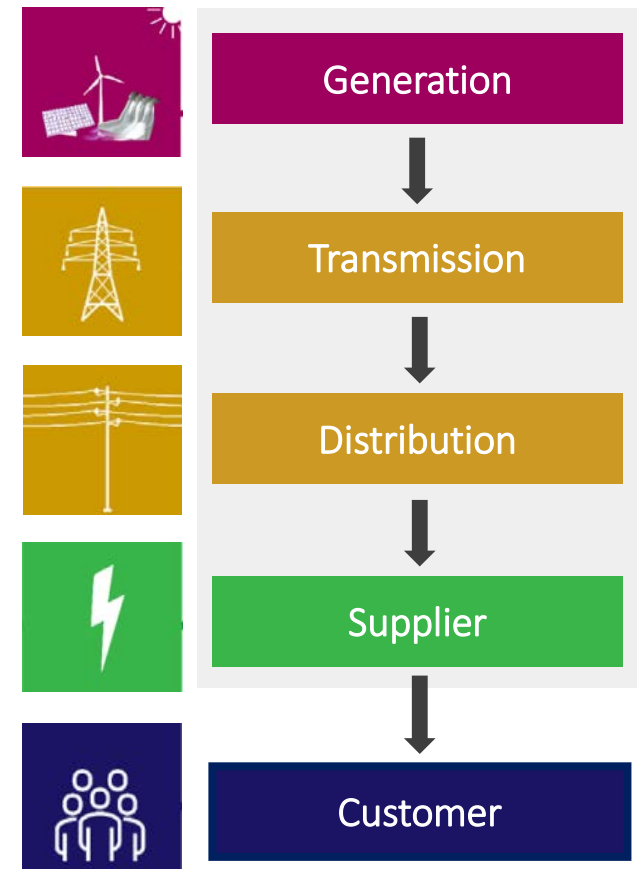 Generation
Transmission
Distribution
Supplier
Customer